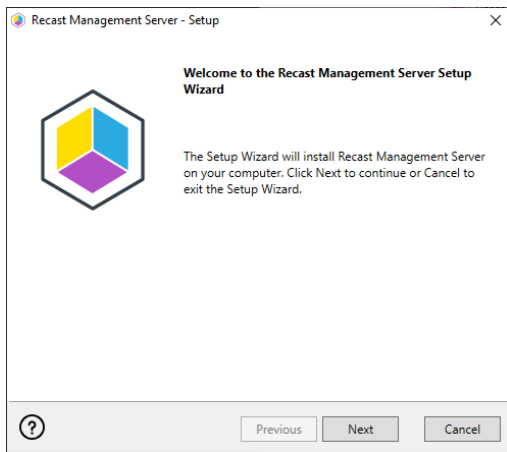 Recast Management Server - Setup
Welcome to the Recast Management Server Setup
Wizard
The Setup Wizard will install Recast Management Server
on your computer. Click Next to continue or Cancel to
exit the Setup Wizard.
?
Previous
Next
Cancel